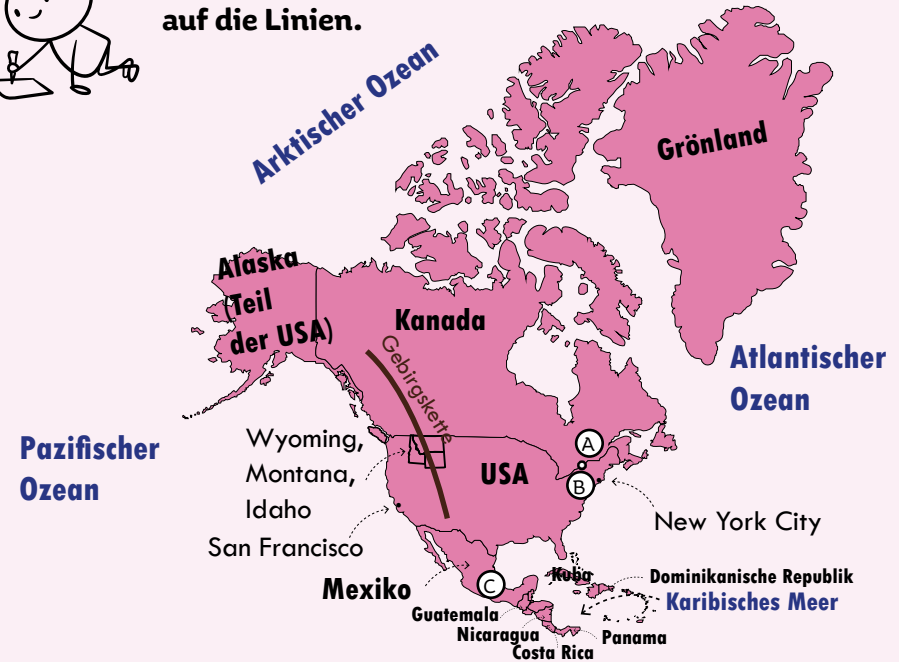 auf die Linien.
Arktischer Ozean
Grönland
Alaska
(Teil
der USA)
Kanada
Gebirgskette
Atlantischer
Ozean
Pazifischer
Ozean
Wyoming,
Montana,
Idaho
USA
A
B
New York City
San Francisco
Mexiko
C
Kuba
Dominikanische Republik
Karibisches Meer
Guatemala
Nicaragua
Panama
Costa Rica